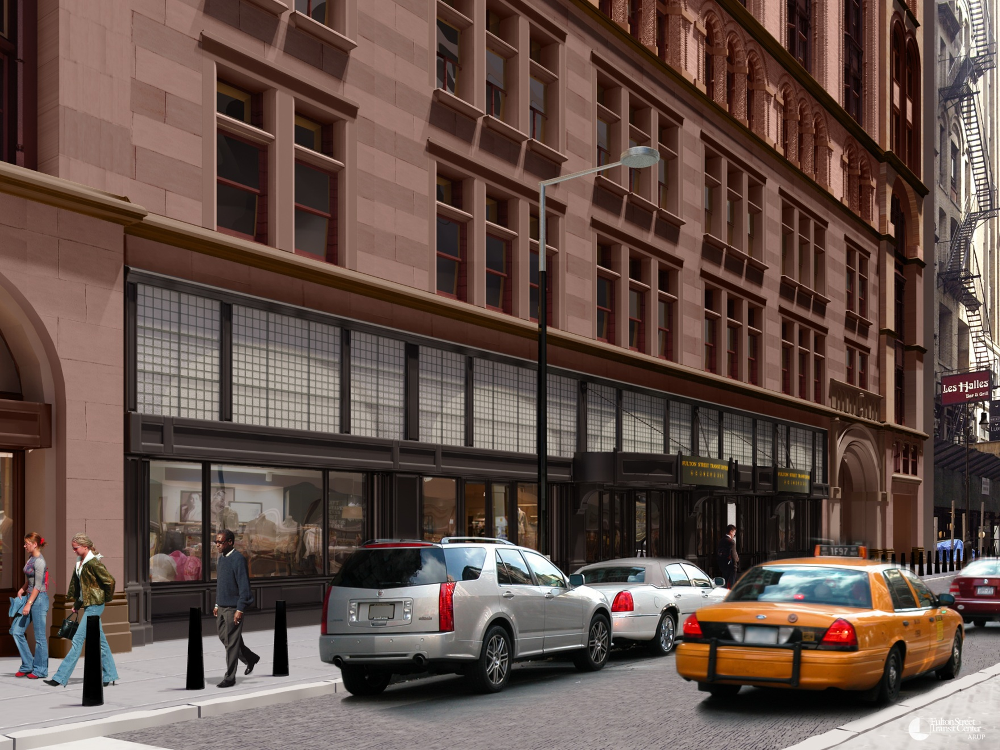 Les Halles
Bar & Grill
FULTON STREET TRANSIT CENTER
FULTON STREET TRANSIT CENTER
1F97
Fulton Street
Transit Center
ARUP